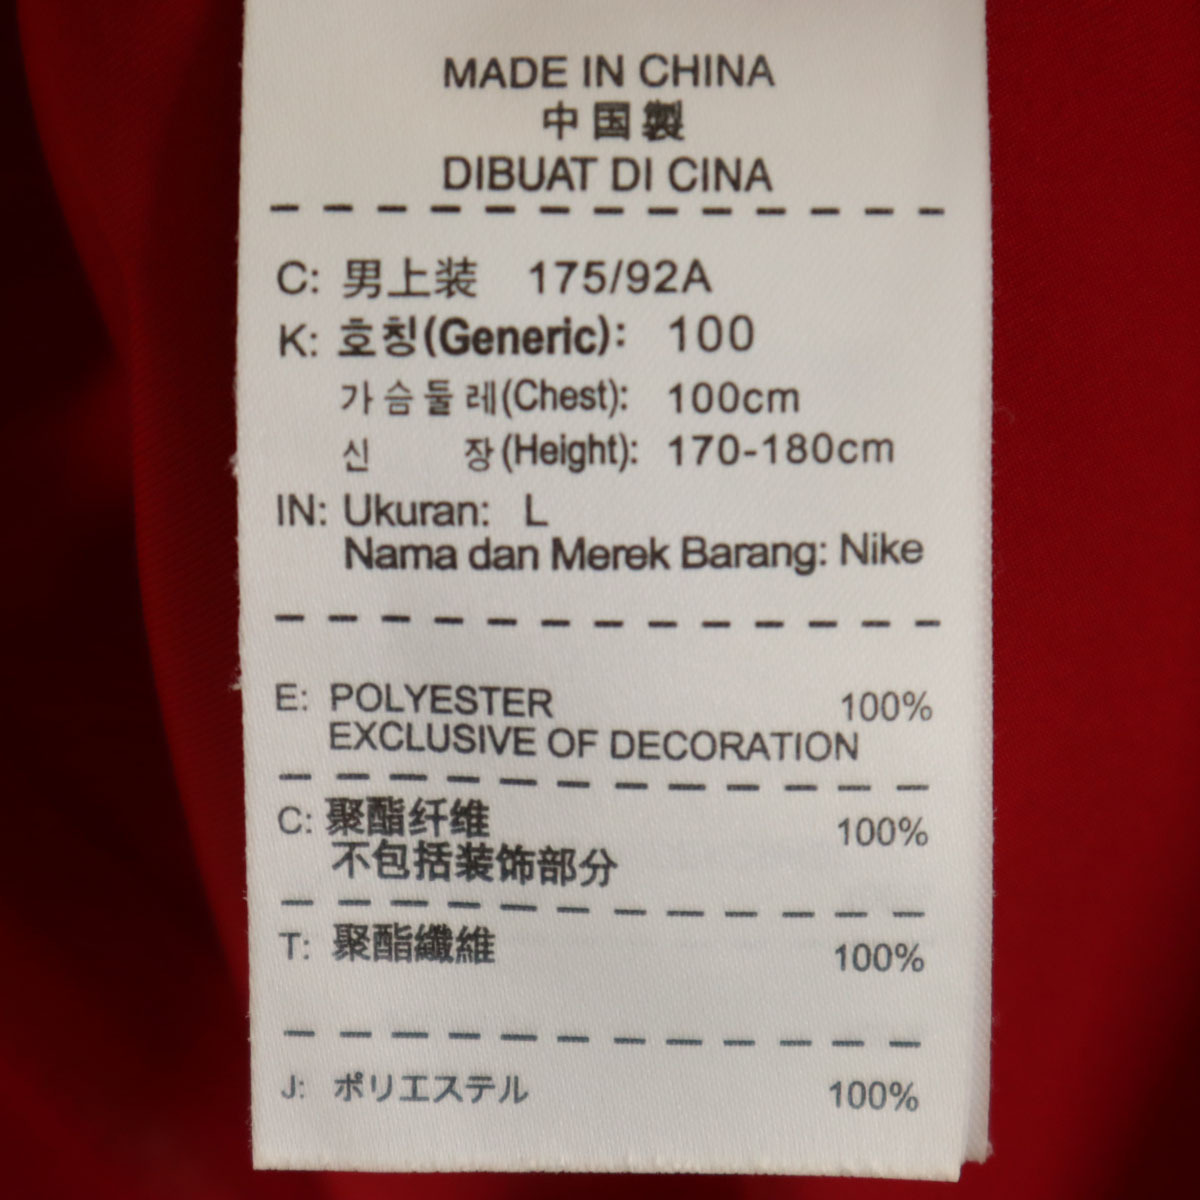 MADE IN CHINA
中国製
DIBUAT DI CINA
C: 男上装 175/92A
K: 호칭(Generic): 100
가슴둘레(Chest): 100cm
신 장(Height): 170-180cm
IN: Ukuran: L
Nama dan Merek Barang: Nike
E: POLYESTER 100%
EXCLUSIVE OF DECORATION
C: 聚酯纤维 100%
不包括装饰部分
T: 聚酯纖維 100%
J: ポリエステル 100%